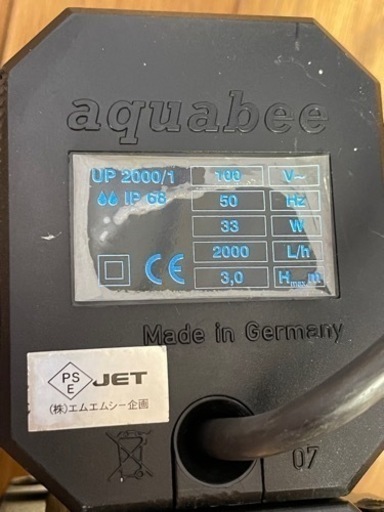 aquabee
UP 2000/1 100 V~
IP 68 50 Hz
33 W
2000 L/h
CE 3,0 Hmax.m
Made in Germany
PS E JET
(株)エムエムシー企画
07